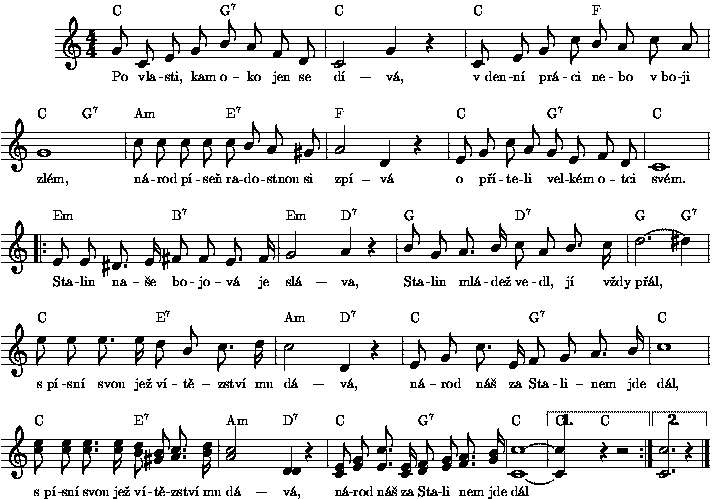 C G7 C C F
Po vla-sti, kam o-ko jen se dí – vá, v den-ní prá-ci ne-bo v bo-ji
C G7 Am E7 F C G7 C
zlém, ná-rod pí-seň ra-do-stnou si zpí – vá o pří-te-li vel-kém o-tci svém.
Em B7 Em D7 G D7 G G7
Sta-lin na-še bo-jo-vá je slá – va, Sta-lin mlá-dež ve-dl, jí vždy přál,
C E7 Am D7 C G7 C
s pí-sní svou jež ví-tě-zství mu dá – vá, ná-rod náš za Sta-li-nem jde dál,
C E7 Am D7 C G7 C 1. C C 2.
s pí-sní svou jež ví-tě-zství mu dá – vá, ná-rod náš za Sta-li nem jde dál